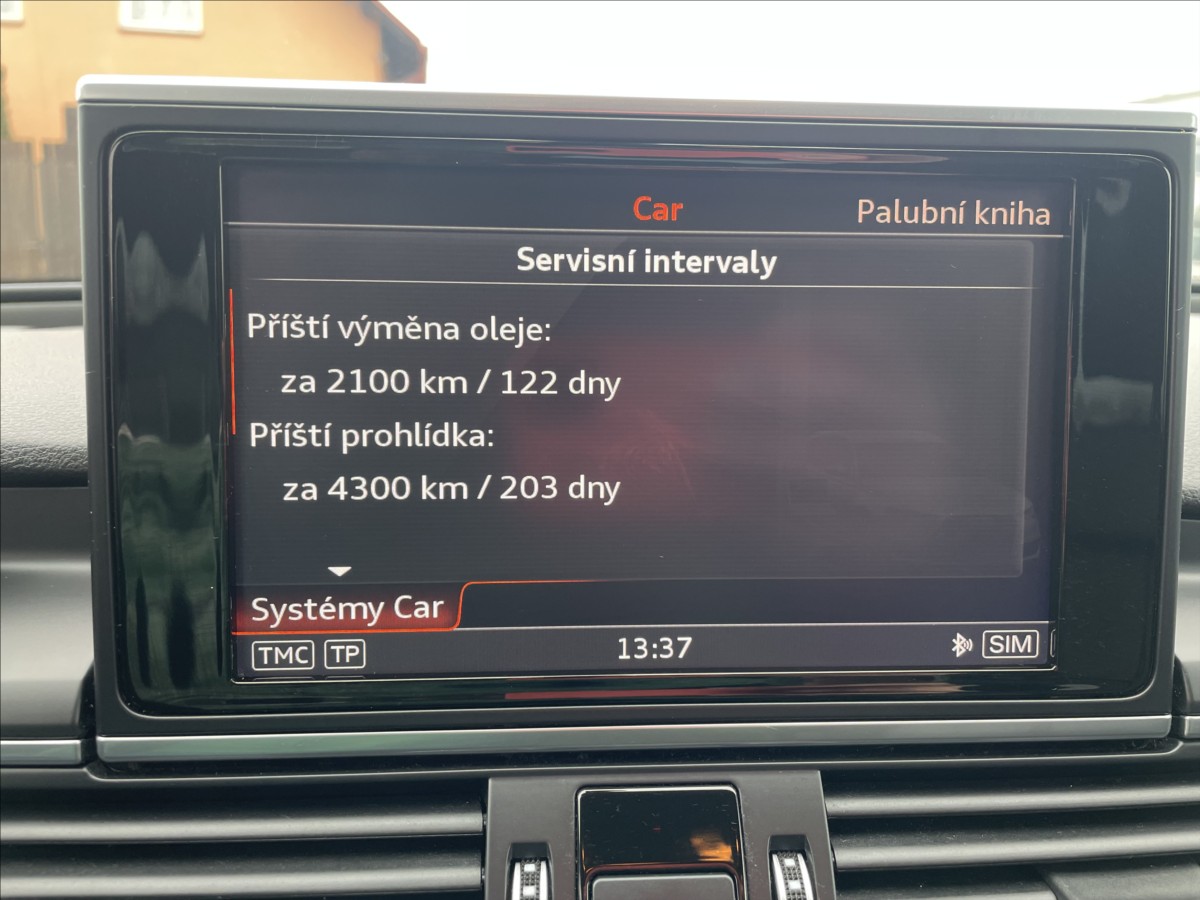 Car
Palubní kniha
Servisní intervaly
Příští výměna oleje:
za 2100 km / 122 dny
Příští prohlídka:
za 4300 km / 203 dny
Systémy Car
TMC TP 13:37 SIM